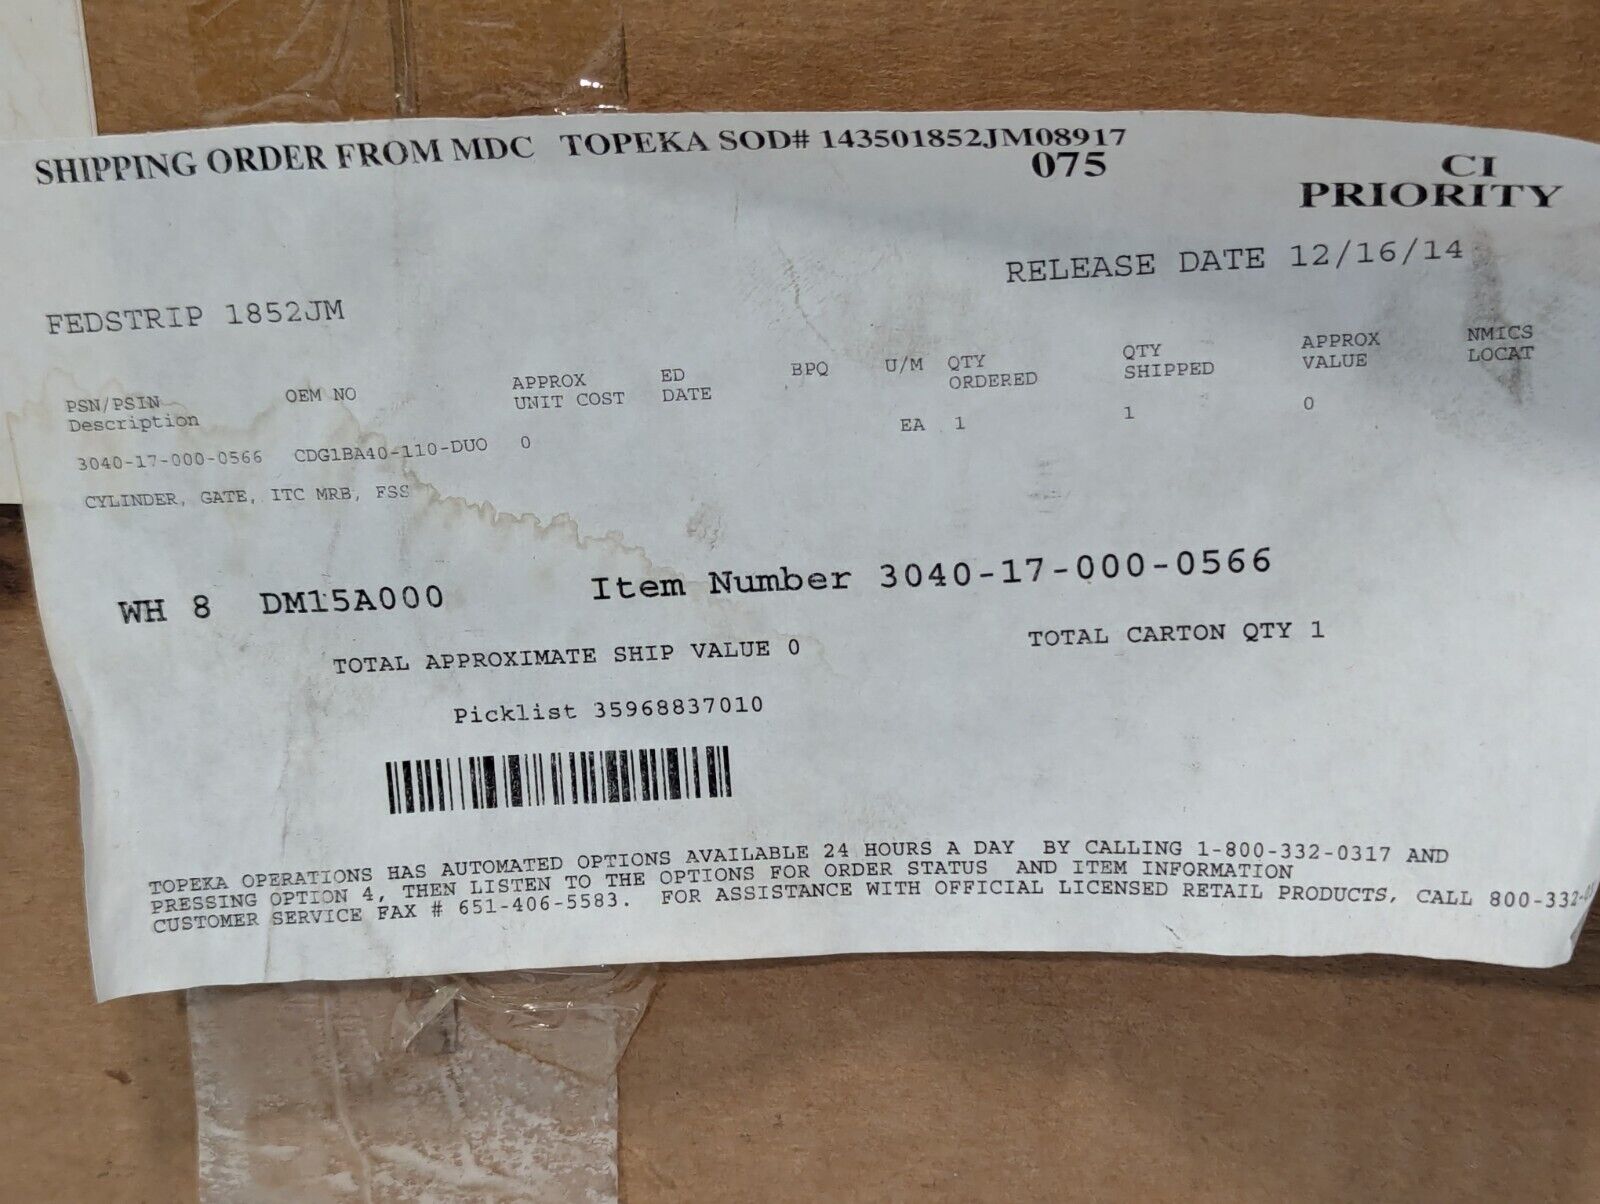 SHIPPING ORDER FROM MDC TOPEKA SOD# 143501852JM08917
075
CI
PRIORITY
RELEASE DATE 12/16/14
FEDSTRIP 1852JM
PSN/PSIN OEM NO APPROX ED BPQ U/M QTY QTY APPROX NMICS
Description UNIT COST DATE ORDERED SHIPPED VALUE LOCAT
3040-17-000-0566 CDG1BA40-110-DUO 0 EA 1 1 0
CYLINDER, GATE, ITC MRB, FSS
WH 8 DM15A000 Item Number 3040-17-000-0566
TOTAL APPROXIMATE SHIP VALUE 0 TOTAL CARTON QTY 1
Picklist 35968837010
TOPEKA OPERATIONS HAS AUTOMATED OPTIONS AVAILABLE 24 HOURS A DAY BY CALLING 1-800-332-0317 AND
PRESSING OPTION 4, THEN LISTEN TO THE OPTIONS FOR ORDER STATUS AND ITEM INFORMATION
CUSTOMER SERVICE FAX # 651-406-5583. FOR ASSISTANCE WITH OFFICIAL LICENSED RETAIL PRODUCTS, CALL 800-332-